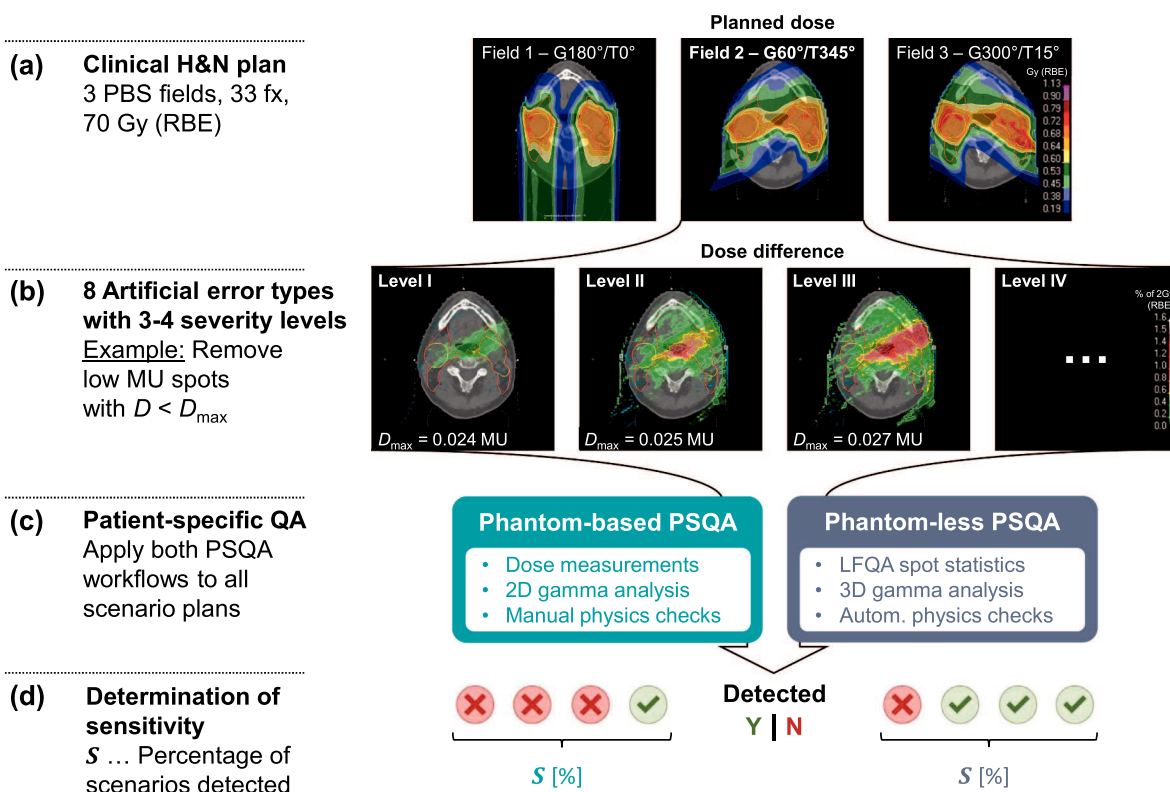 Planned dose
(a) Clinical H&N plan
3 PBS fields, 33 fx,
70 Gy (RBE)
Field 1 – G180°/T0°
Field 2 – G60°/T345°
Field 3 – G300°/T15°
Gy (RBE)
1.13
0.90
0.79
0.72
0.64
0.60
0.53
0.45
0.38
0.19
Dose difference
(b) 8 Artificial error types
with 3-4 severity levels
Example: Remove
low MU spots
with D < Dmax
Level I
Dmax = 0.024 MU
Level II
Dmax = 0.025 MU
Level III
Dmax = 0.027 MU
Level IV
...
% of 2G
(RBE
1.6
1.
1.
1.2
1.
0.8
0.6
0.4
0.2
0.0
(c) Patient-specific QA
Apply both PSQA
workflows to all
scenario plans
Phantom-based PSQA
• Dose measurements
• 2D gamma analysis
• Manual physics checks
Phantom-less PSQA
• LFQA spot statistics
• 3D gamma analysis
• Autom. physics checks
(d) Determination of
sensitivity
S … Percentage of
scenarios detected
Detected
Y | N
S [%]
S [%]